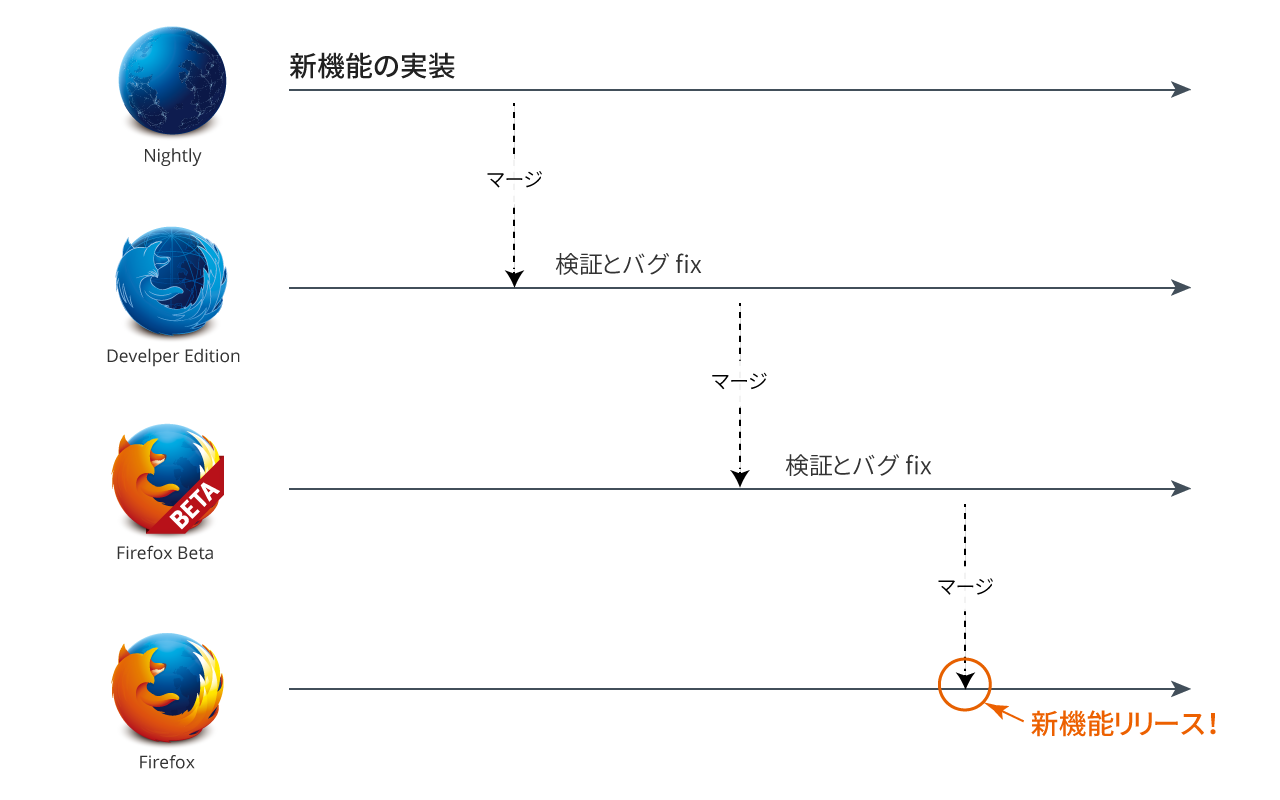 新機能の実装
Nightly
マージ
検証とバグ fix
Develper Edition
マージ
検証とバグ fix
BETA
Firefox Beta
マージ
新機能リリース！
Firefox